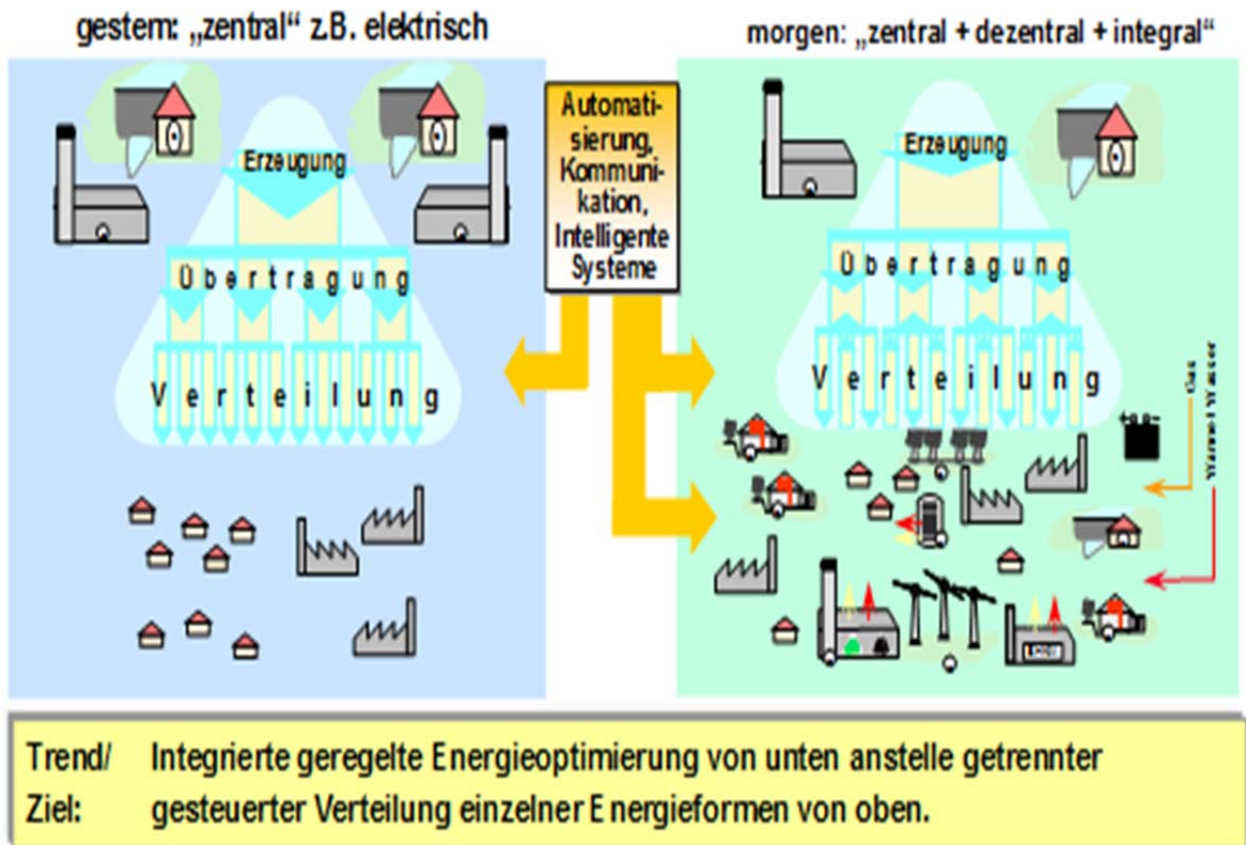 gestern: „zentral“ z.B. elektrisch
morgen: „zentral + dezentral + integral“
Automati-
sierung,
Kommuni-
kation,
Intelligente
Systeme
Erzeugung
Übertragung
Verteilung
Erzeugung
Übertragung
Verteilung
Gas
Warmes Wasser
Trend/ Integrierte geregelte Energieoptimierung von unten anstelle getrennter
Ziel: gesteuerter Verteilung einzelner Energieformen von oben.